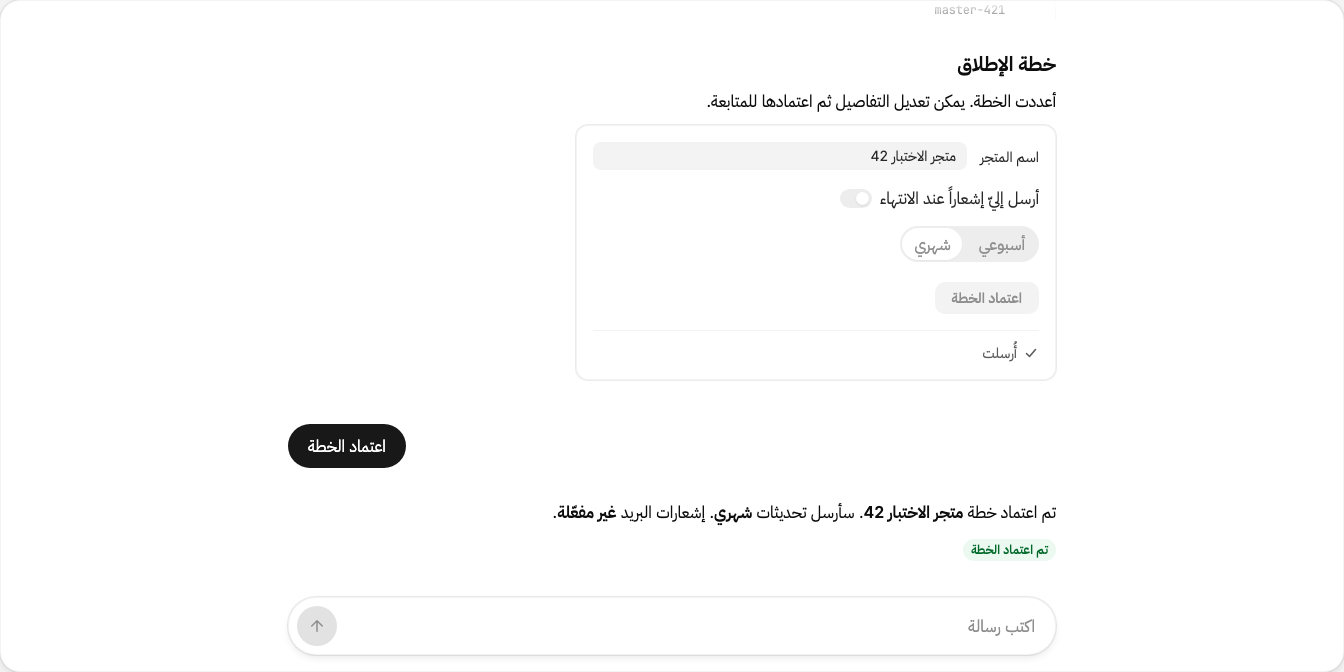 master-421
خطة الإطلاق
أعددت الخطة. يمكن تعديل التفاصيل ثم اعتمادها للمتابعة.
اسم المتجر متجر الاختبار 42
أرسل إليّ إشعاراً عند الانتهاء
أسبوعي شهري
اعتماد الخطة
أُرسلت
اعتماد الخطة
تم اعتماد خطة متجر الاختبار 42. سأرسل تحديثات شهري. إشعارات البريد غير مفعّلة.
تم اعتماد الخطة
اكتب رسالة